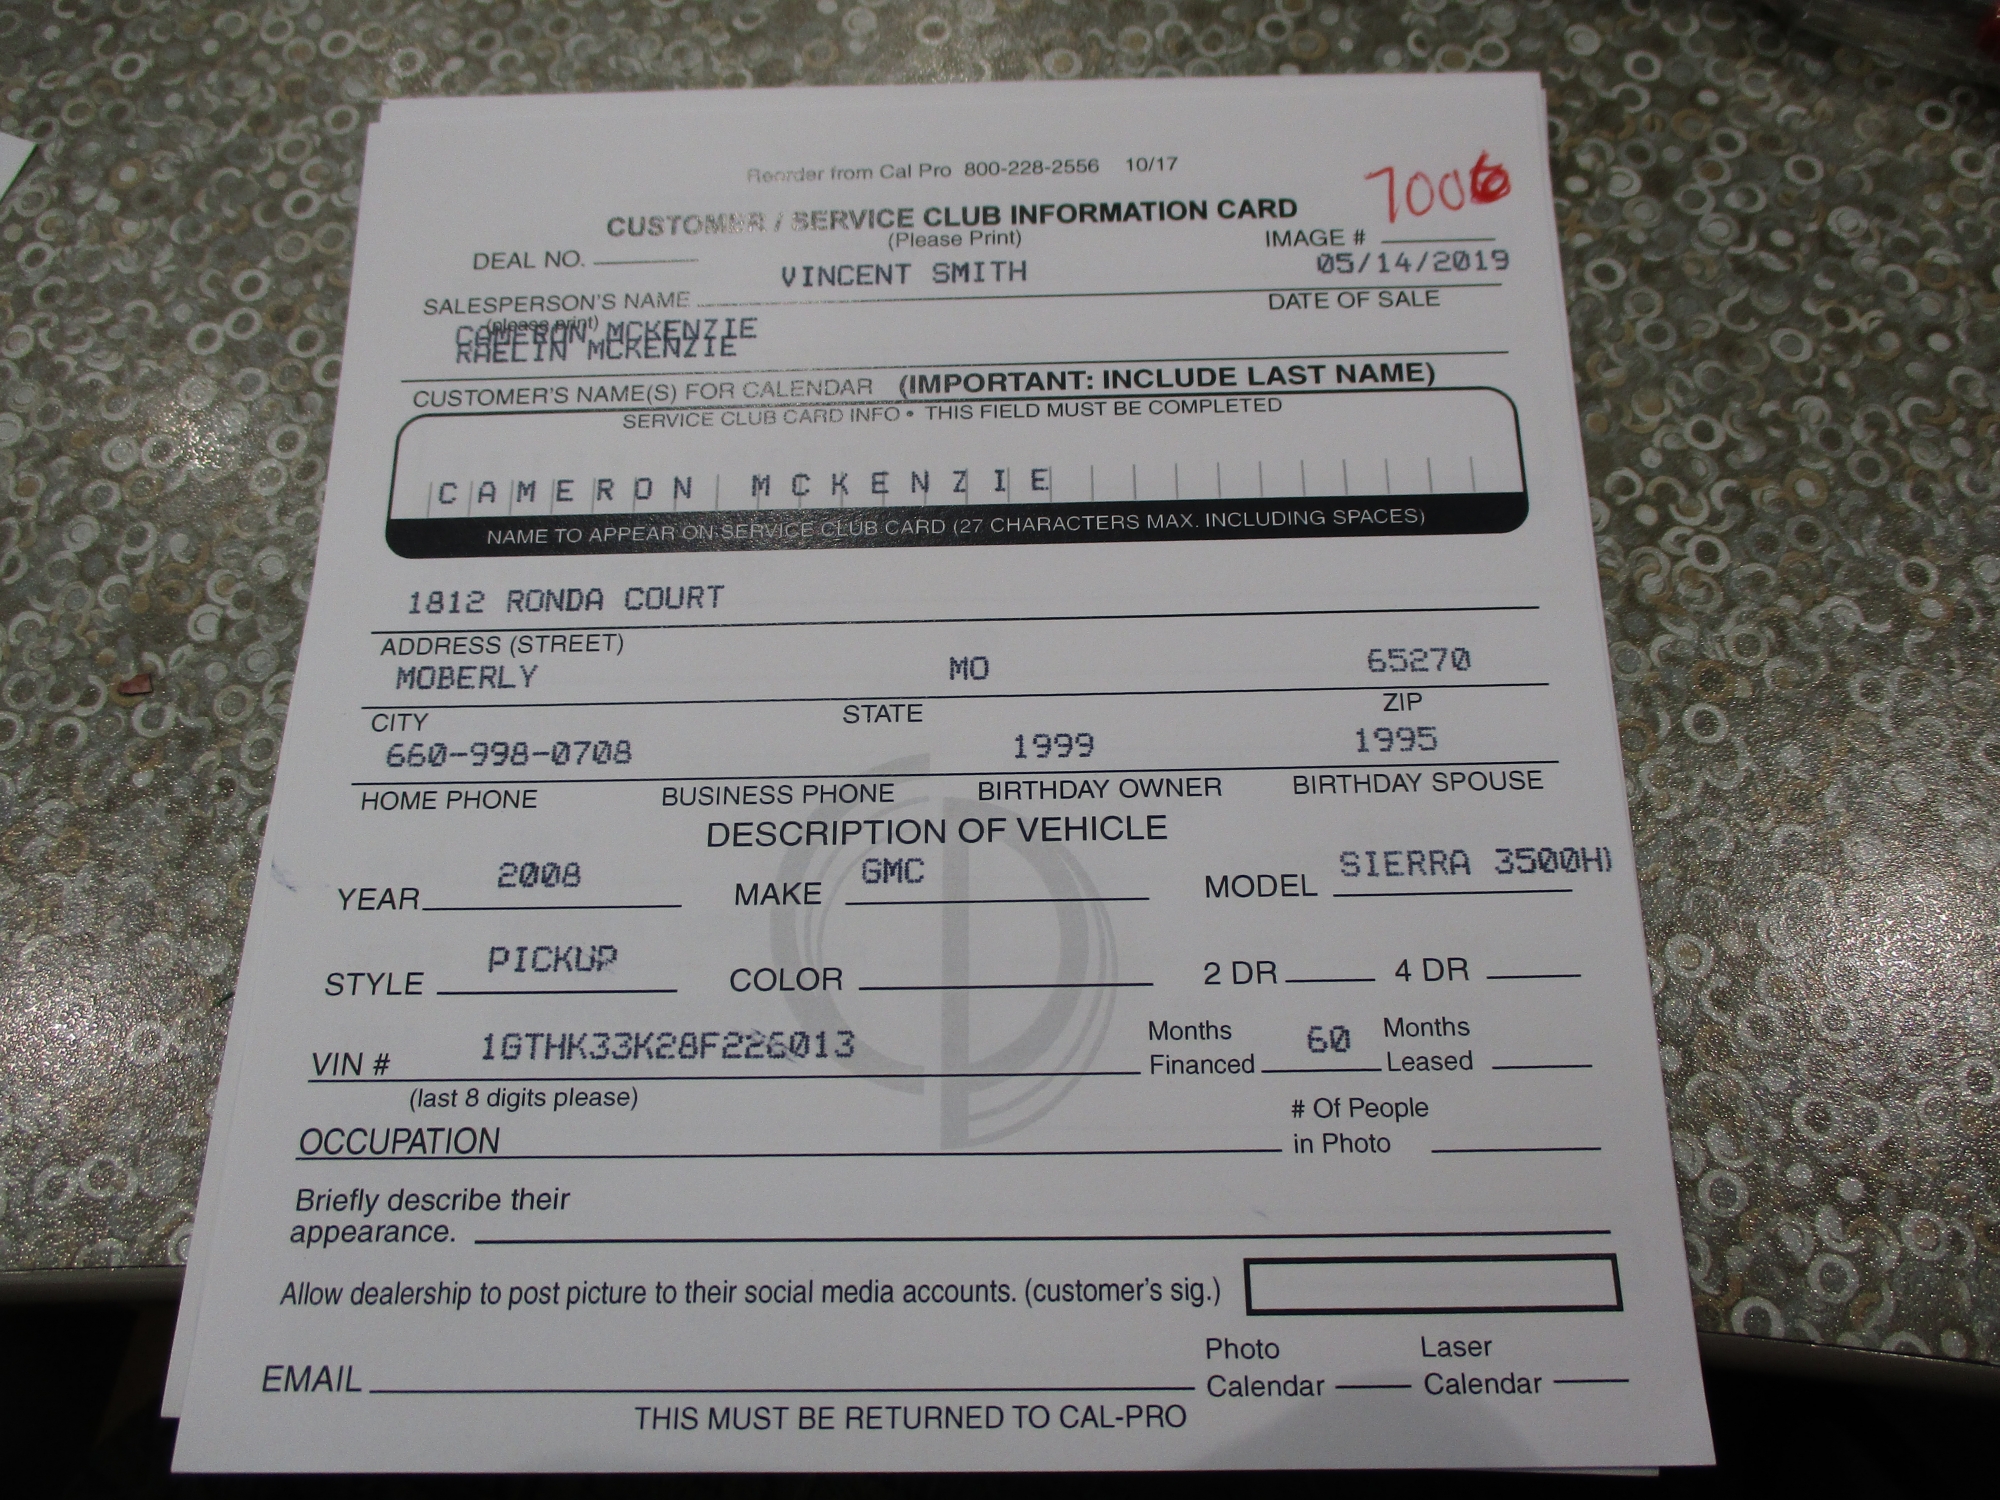 Reorder from Cal Pro 800-228-2556 10/17
7006
CUSTOMER / SERVICE CLUB INFORMATION CARD
(Please Print)
DEAL NO. IMAGE #
VINCENT SMITH 05/14/2019
SALESPERSON'S NAME DATE OF SALE
(please print)
CAMERON MCKENZIE
RAELIN MCKENZIE
CUSTOMER'S NAME(S) FOR CALENDAR (IMPORTANT: INCLUDE LAST NAME)
SERVICE CLUB CARD INFO • THIS FIELD MUST BE COMPLETED
CAMERON MCKENZIE
NAME TO APPEAR ON SERVICE CLUB CARD (27 CHARACTERS MAX. INCLUDING SPACES)
1812 RONDA COURT
ADDRESS (STREET)
MOBERLY MO 65270
CITY STATE ZIP
660-998-0708 1999 1995
HOME PHONE BUSINESS PHONE BIRTHDAY OWNER BIRTHDAY SPOUSE
DESCRIPTION OF VEHICLE
YEAR 2008 MAKE GMC MODEL SIERRA 3500H)
STYLE PICKUP COLOR 2 DR 4 DR
VIN # 1GTHK33K28F226013 Months Financed 60 Months Leased
(last 8 digits please)
OCCUPATION # Of People in Photo
Briefly describe their
appearance.
Allow dealership to post picture to their social media accounts. (customer's sig.)
EMAIL Photo Calendar Laser Calendar
THIS MUST BE RETURNED TO CAL-PRO